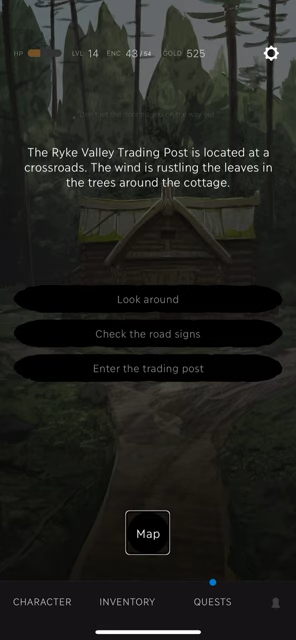 HP LVL 14 ENC 43/54 GOLD 525
The Ryke Valley Trading Post is located at a
crossroads. The wind is rustling the leaves in
the trees around the cottage.
Look around
Check the road signs
Enter the trading post
Map
CHARACTER INVENTORY QUESTS